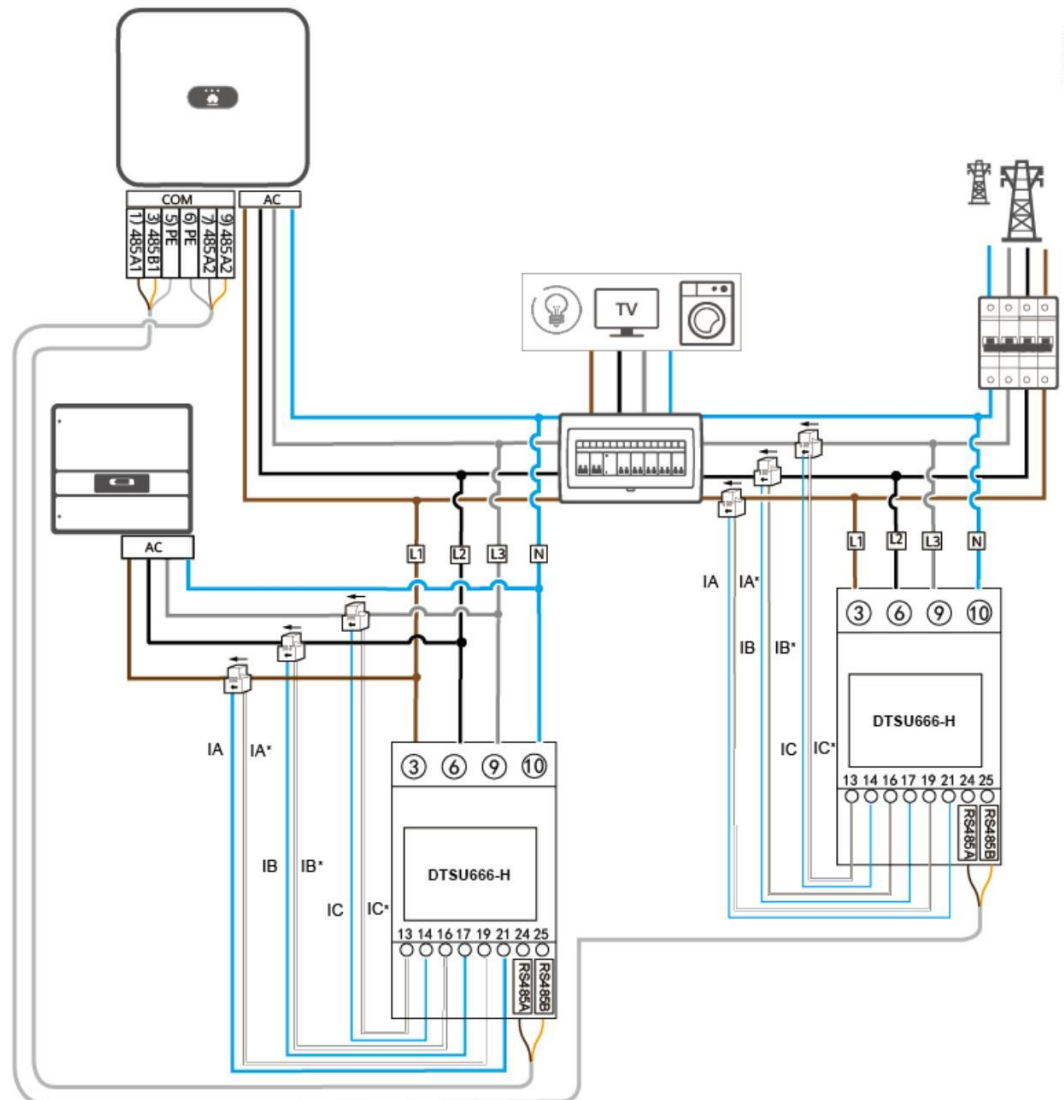 COM
AC
1) 485A1
3) 485B1
5) PE
6) PE
7) 485A2
9) 485A2
TV
AC
L1 L2 L3 N
L1 L2 L3 N
IA IA*
IB IB*
IC IC*
3 6 9 10
DTSU666-H
13 14 16 17 19 21 24 25
RS485A
RS485B
IA IA*
IB IB*
IC IC*
3 6 9 10
DTSU666-H
13 14 16 17 19 21 24 25
RS485A
RS485B